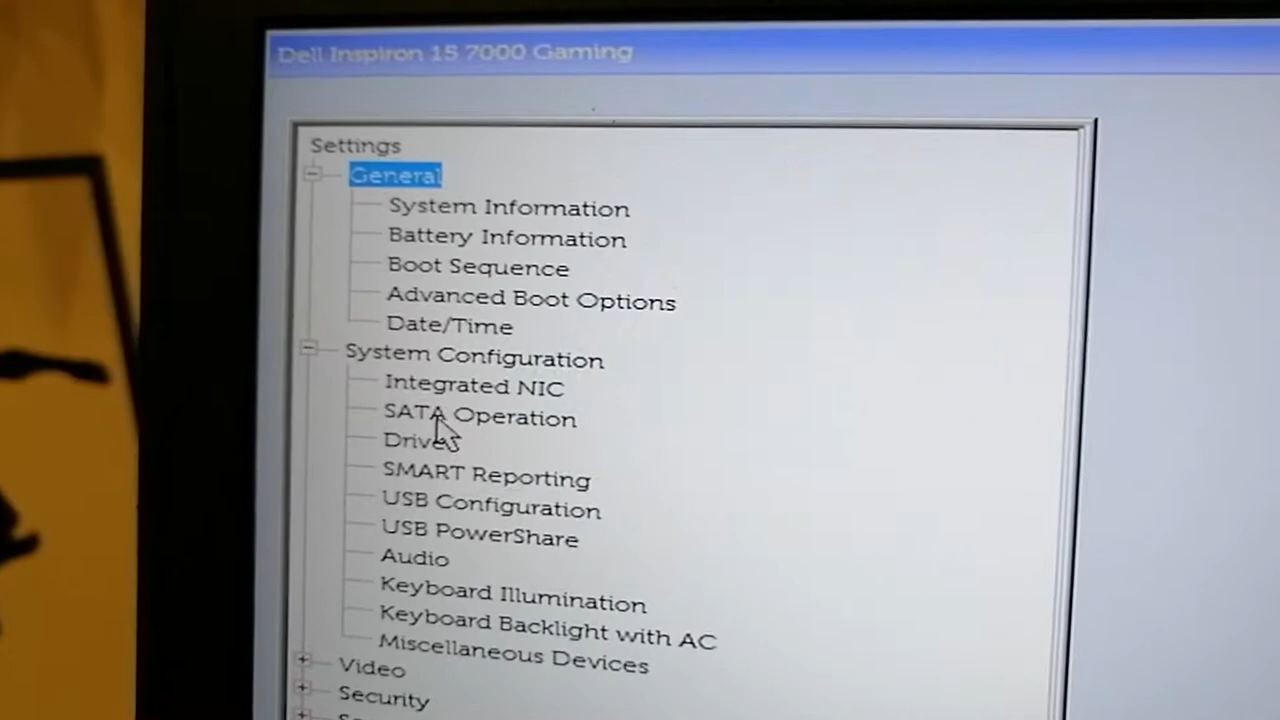 Dell Inspiron 15 7000 Gaming
Settings
General
System Information
Battery Information
Boot Sequence
Advanced Boot Options
Date/Time
System Configuration
Integrated NIC
SATA Operation
Drives
SMART Reporting
USB Configuration
USB PowerShare
Audio
Keyboard Illumination
Keyboard Backlight with AC
Miscellaneous Devices
Video
Security